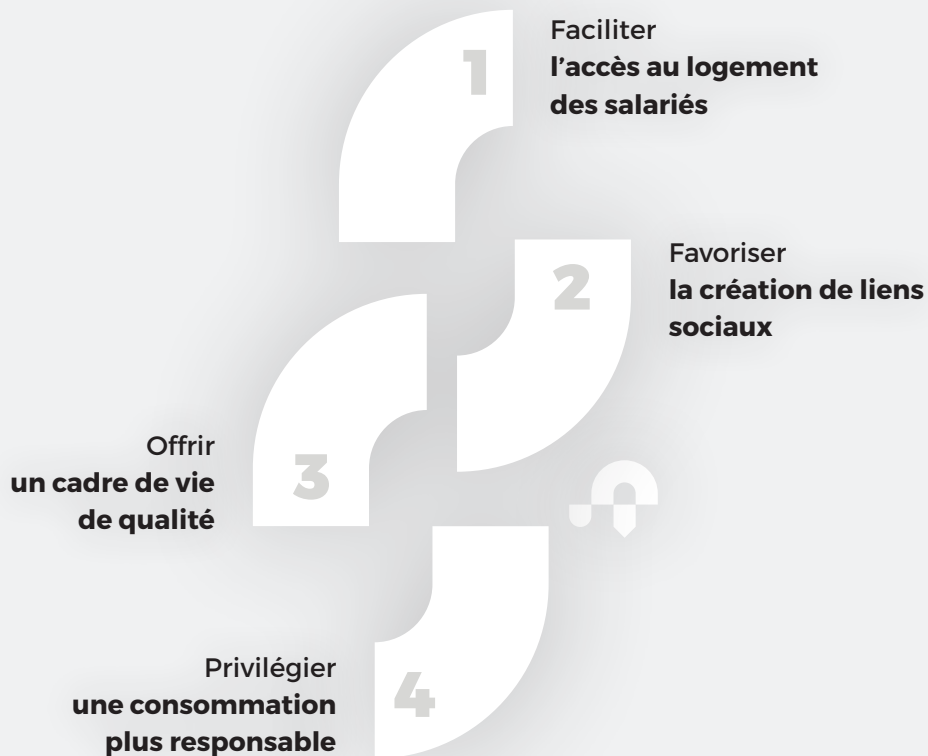 1
Faciliter
l’accès au logement
des salariés
2
Favoriser
la création de liens
sociaux
3
Offrir
un cadre de vie
de qualité
4
Privilégier
une consommation
plus responsable